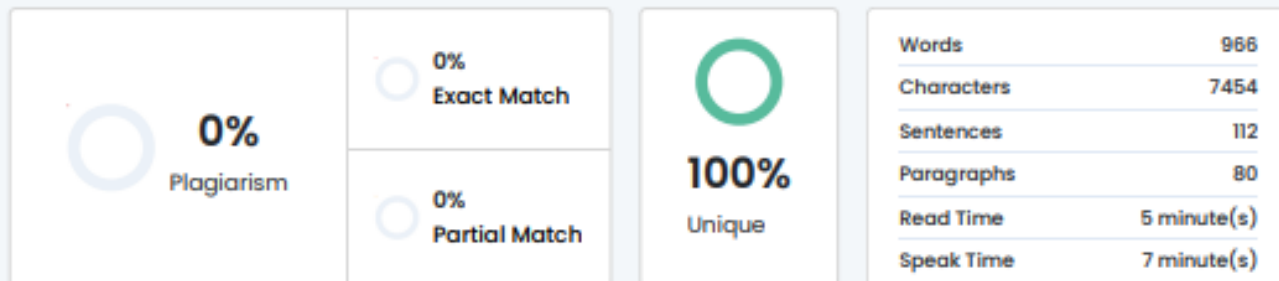 0%
Plagiarism
0%
Exact Match
0%
Partial Match
100%
Unique
Words 966
Characters 7454
Sentences 112
Paragraphs 80
Read Time 5 minute(s)
Speak Time 7 minute(s)